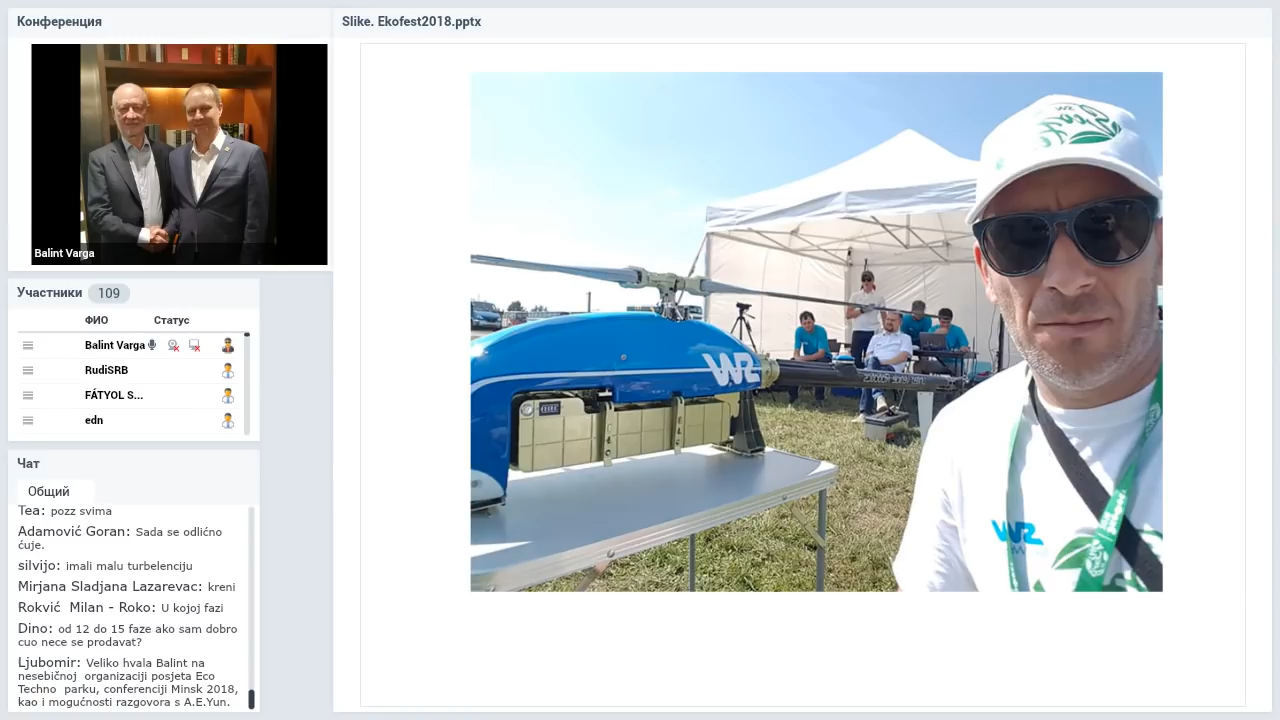 Конференция
Slike. Ekofest2018.pptx
Balint Varga
Участники 109
ФИО Статус
Balint Varga
RudiSRB
FÁTYOL S...
edn
Чат
Общий
Tea: pozz svima
Adamović Goran: Sada se odlićno
ćuje.
silvijo: imali malu turbelenciju
Mirjana Sladjana Lazarevac: kreni
Rokvić Milan - Roko: U kojoj fazi
Dino: od 12 do 15 faze ako sam dobro
cuo nece se prodavat?
Ljubomir: Veliko hvala Balint na
nesebičnoj organizaciji posjeta Eco
Techno parku, conferenciji Minsk 2018,
kao i mogućnosti razgovora s A.E.Yun.